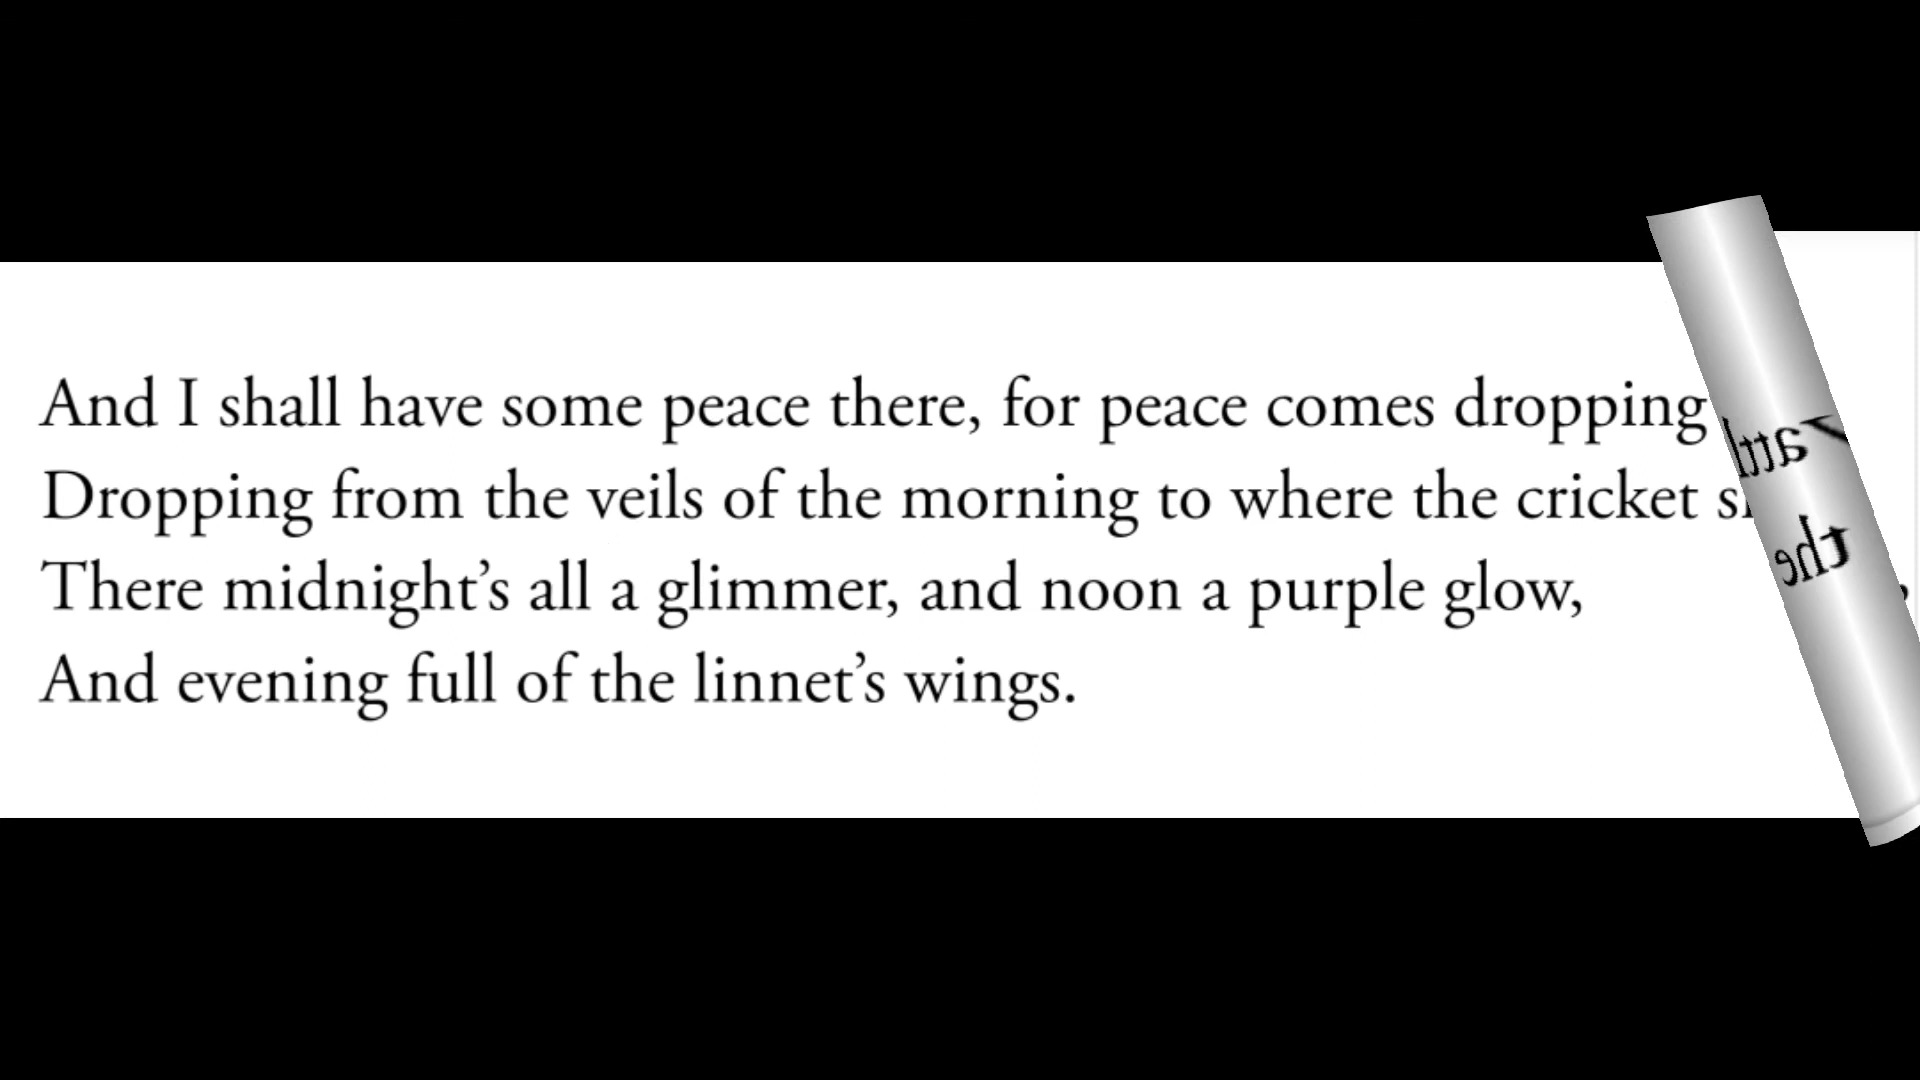 And I shall have some peace there, for peace comes dropping
Dropping from the veils of the morning to where the cricket
There midnight’s all a glimmer, and noon a purple glow,
And evening full of the linnet’s wings.
the